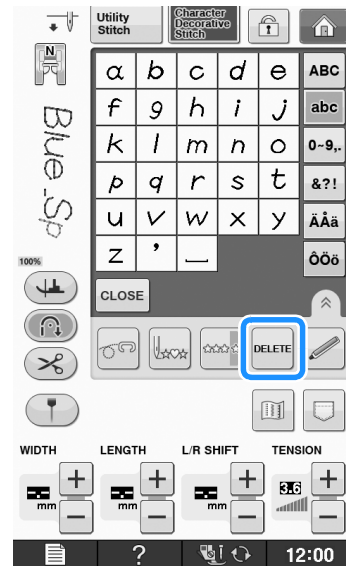 Utility
Stitch
Character
Decorative
Stitch
N
Blue_Sp
100%
a b c d e
f g h i j
k l m n o
p q r s t
u v w x y
z ' _
ABC
abc
0~9,.
&?!
ÄÅä
ÔÖö
CLOSE
DELETE
WIDTH LENGTH L/R SHIFT TENSION
-.-- mm + −
-.-- mm + −
-.-- mm + −
3.6 + −
? 12:00